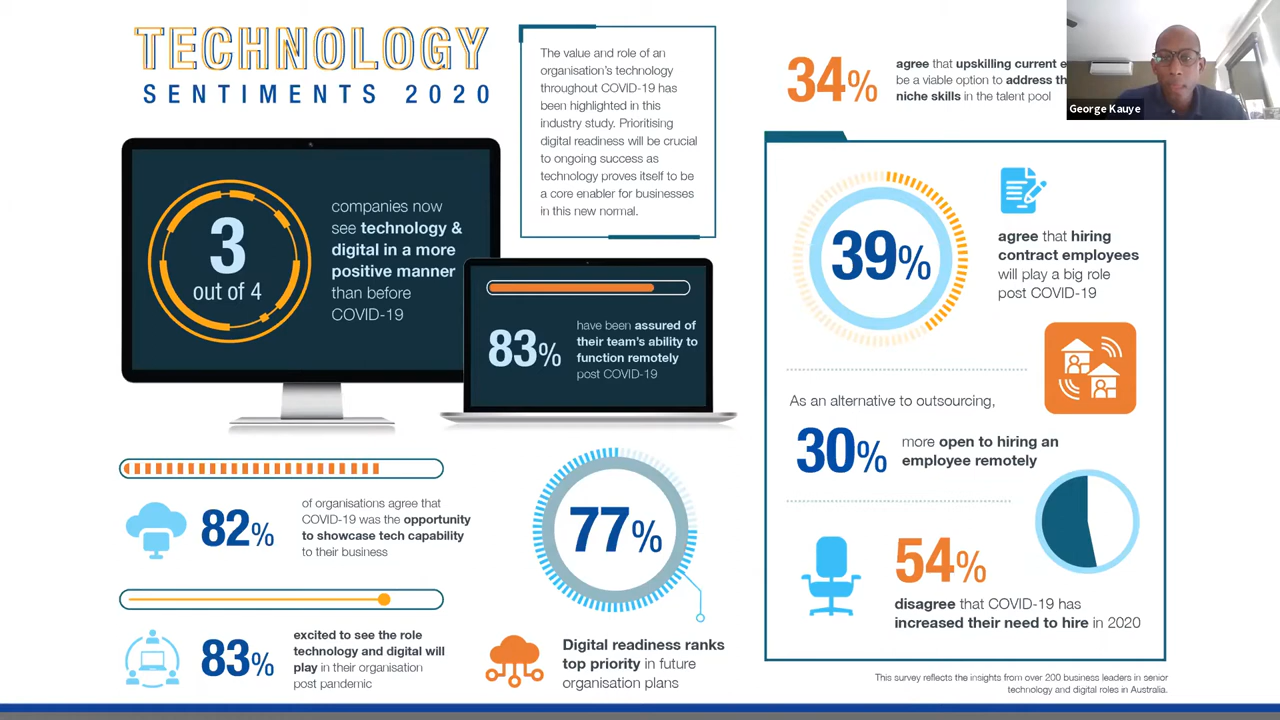 TECHNOLOGY
SENTIMENTS 2020
The value and role of an
organisation's technology
throughout COVID-19 has
been highlighted in this
industry study. Prioritising
digital readiness will be crucial
to ongoing success as
technology proves itself to be
a core enabler for businesses
in this new normal.
34%
agree that upskilling current e
be a viable option to address th
niche skills in the talent pool
George Kauye
3
out of 4
companies now
see technology &
digital in a more
positive manner
than before
COVID-19
83%
have been assured of
their team's ability to
function remotely
post COVID-19
39%
agree that hiring
contract employees
will play a big role
post COVID-19
As an alternative to outsourcing,
30%
more open to hiring an
employee remotely
54%
disagree that COVID-19 has
increased their need to hire in 2020
82%
of organisations agree that
COVID-19 was the opportunity
to showcase tech capability
to their business
83%
excited to see the role
technology and digital will
play in their organisation
post pandemic
77%
Digital readiness ranks
top priority in future
organisation plans
This survey reflects the insights from over 200 business leaders in senior
technology and digital roles in Australia.